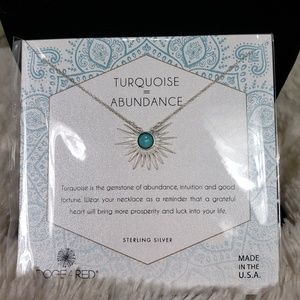 TURQUOISE
=
ABUNDANCE
Turquoise is the gemstone of abundance, intuition and good
fortune. Wear your necklace as a reminder that a grateful
heart will bring more prosperity and luck into your life.
STERLING SILVER
DOGEARED
MADE
IN THE
U.S.A.